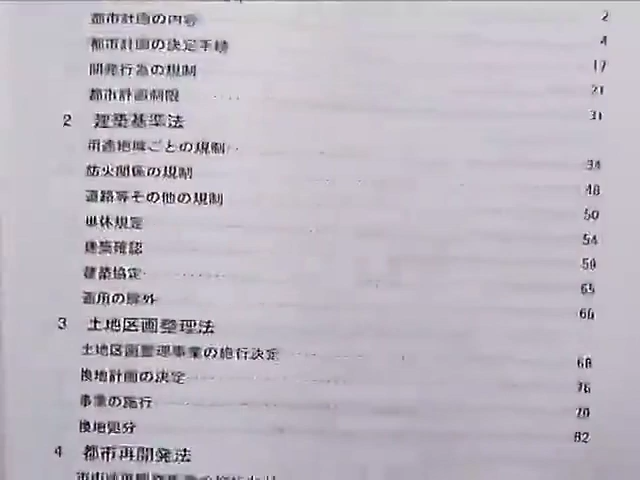 2
都市計画の内容 4
都市計画の決定手続 17
開発行為の規制 21
都市計画制限 31
2 建築基準法
用途地域ごとの規制 34
防火関係の規制 48
道路等その他の規制 50
単体規定 54
建築確認 59
建築協定 65
適用の除外 66
3 土地区画整理法
土地区画整理事業の施行決定 68
換地計画の決定 76
事業の施行 79
換地処分 82
4 都市再開発法